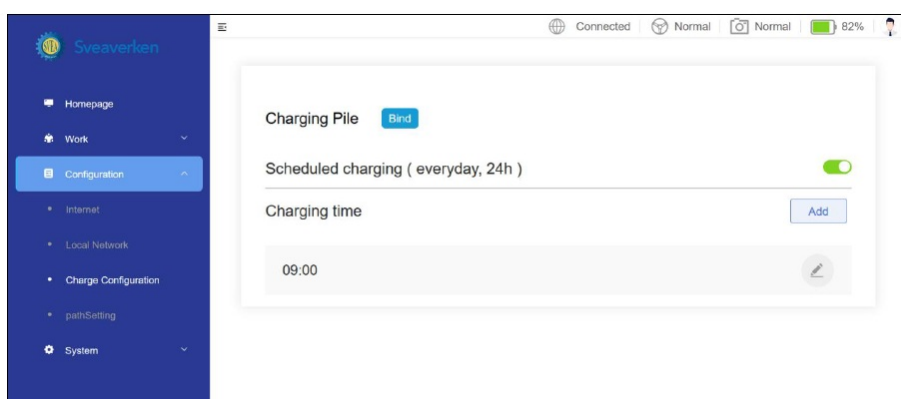 Connected Normal Normal 82%
SVEA Sveaverken
Homepage
Work
Configuration
Internet
Local Network
Charge Configuration
pathSetting
System
Charging Pile Bind
Scheduled charging ( everyday, 24h )
Charging time Add
09:00